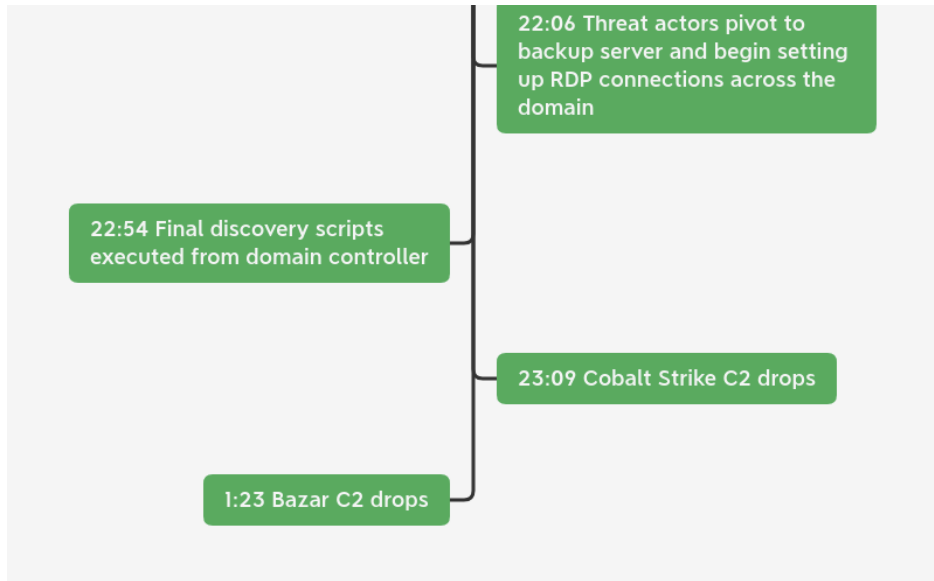 22:06 Threat actors pivot to
backup server and begin setting
up RDP connections across the
domain
22:54 Final discovery scripts
executed from domain controller
23:09 Cobalt Strike C2 drops
1:23 Bazar C2 drops